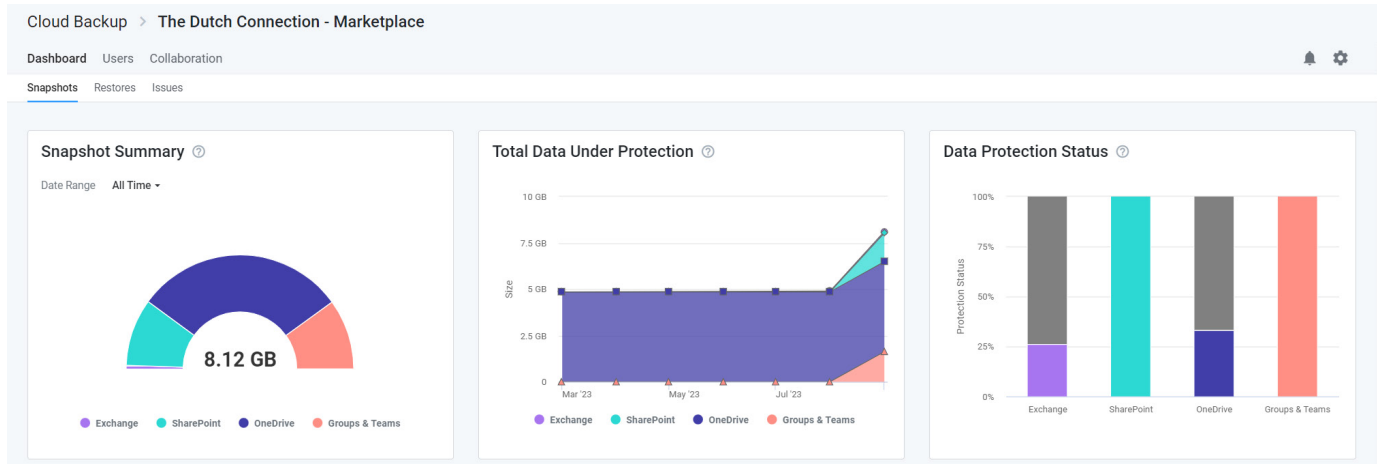 Cloud Backup > The Dutch Connection - Marketplace
Dashboard Users Collaboration
Snapshots Restores Issues
Snapshot Summary ?
Date Range All Time
8.12 GB
Exchange SharePoint OneDrive Groups & Teams
Total Data Under Protection ?
10 GB
7.5 GB
5 GB
2.5 GB
0
Size
Mar '23 May '23 Jul '23
Exchange SharePoint OneDrive Groups & Teams
Data Protection Status ?
100%
75%
50%
25%
0%
Protection Status
Exchange SharePoint OneDrive Groups & Teams